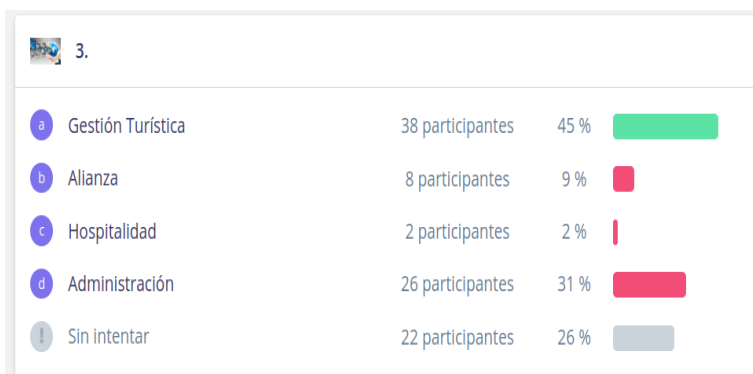 3.
a Gestión Turística 38 participantes 45 %
b Alianza 8 participantes 9 %
c Hospitalidad 2 participantes 2 %
d Administración 26 participantes 31 %
! Sin intentar 22 participantes 26 %